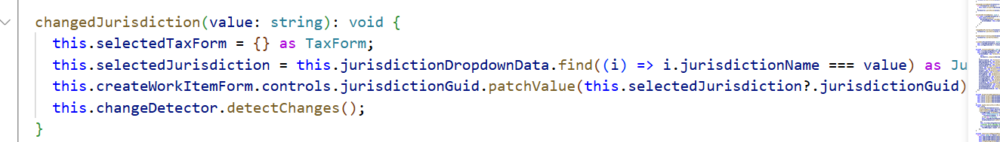 changedJurisdiction(value: string): void {
this.selectedTaxForm = {} as TaxForm;
this.selectedJurisdiction = this.jurisdictionDropdownData.find((i) => i.jurisdictionName === value) as Ju
this.createWorkItemForm.controls.jurisdictionGuid.patchValue(this.selectedJurisdiction?.jurisdictionGuid)
this.changeDetector.detectChanges();
}